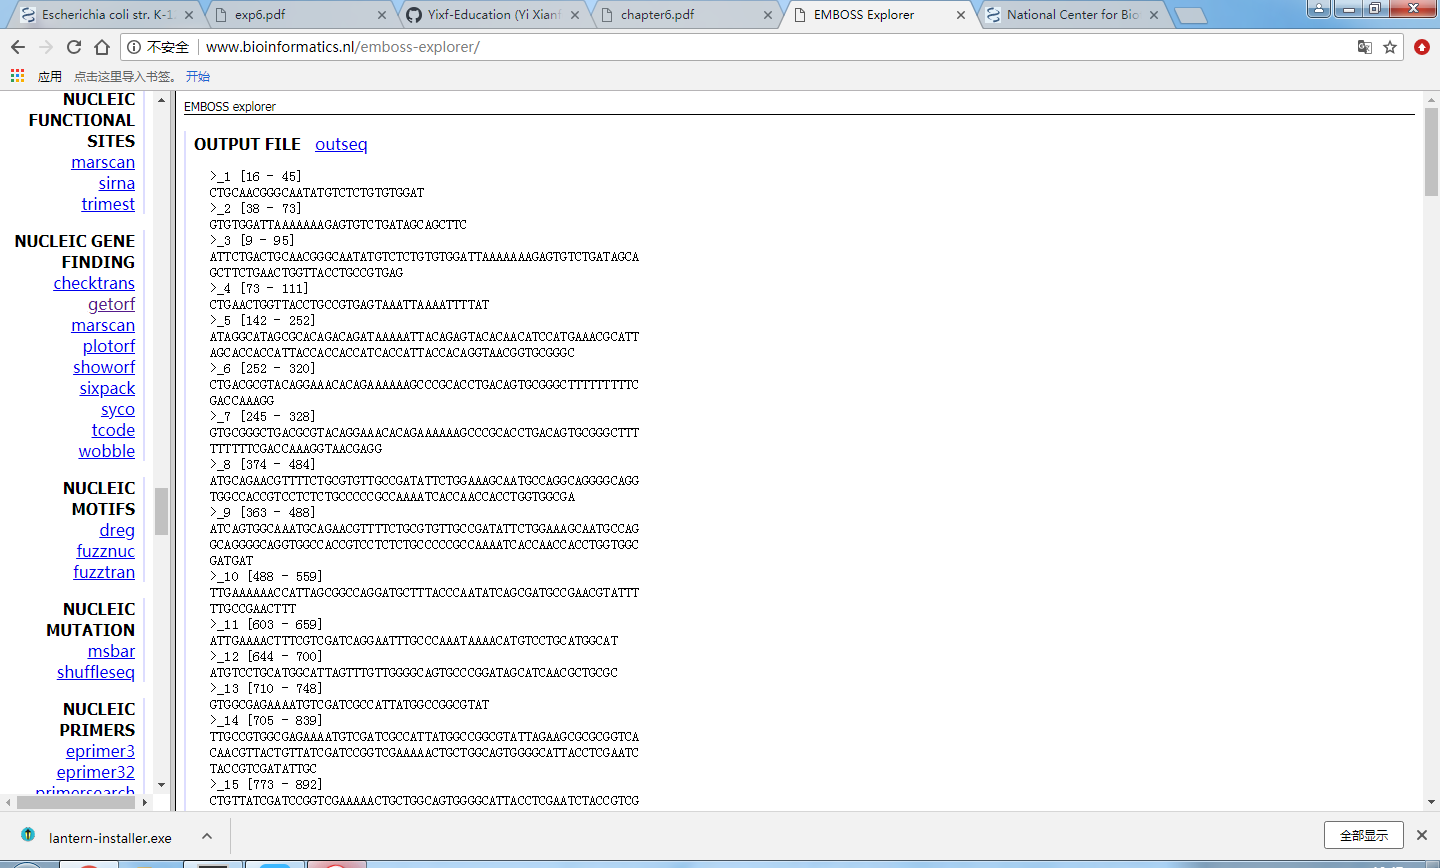 Escherichia coli str. K-1
exp6.pdf
Yixf-Education (Yi Xianf
chapter6.pdf
EMBOSS Explorer
National Center for Bio
不安全
www.bioinformatics.nl/emboss-explorer/
应用 点击这里导入书签。 开始
NUCLEIC
FUNCTIONAL
SITES
marscan
sirna
trimest
NUCLEIC GENE
FINDING
checktrans
getorf
marscan
plotorf
showorf
sixpack
syco
tcode
wobble
NUCLEIC
MOTIFS
dreg
fuzznuc
fuzztran
NUCLEIC
MUTATION
msbar
shuffleseq
NUCLEIC
PRIMERS
eprimer3
eprimer32
primersearch
EMBOSS explorer
OUTPUT FILE outseq
>_1 [16 - 45]
CTGCAACGGGCAATATGTCTCTGTGTGGAT
>_2 [38 - 73]
GTGTGGATTAAAAAAAGAGTGTCTGATAGCAGCTTC
>_3 [9 - 95]
ATTCTGACTGCAACGGGCAATATGTCTCTGTGTGGATTAAAAAAAGAGTGTCTGATAGCA
GCTTCTGAACTGGTTACCTGCCGTGAG
>_4 [73 - 111]
CTGAACTGGTTACCTGCCGTGAGTAAATTAAAATTTTAT
>_5 [142 - 252]
ATAGGCATAGCGCACAGACAGATAAAAATTACAGAGTACACAACATCCATGAAACGCATT
AGCACCACCATTACCACCACCATCACCATTACCACAGGTAACGGTGCGGGC
>_6 [252 - 320]
CTGACGCGTACAGGAAACACAGAAAAAAGCCCGCACCTGACAGTGCGGGCTTTTTTTTTC
GACCAAAGG
>_7 [245 - 328]
GTGCGGGCTGACGCGTACAGGAAACACAGAAAAAAGCCCGCACCTGACAGTGCGGGCTTT
TTTTTTCGACCAAAGGTAACGAGG
>_8 [374 - 484]
ATGCAGAACGTTTTCTGCGTGTTGCCGATATTCTGGAAAGCAATGCCAGGCAGGGGCAGG
TGGCCACCGTCCTCTCTGCCCCCGCCAAAATCACCAACCACCTGGTGGCGA
>_9 [363 - 488]
ATCAGTGGCAAATGCAGAACGTTTTCTGCGTGTTGCCGATATTCTGGAAAGCAATGCCAG
GCAGGGGCAGGTGGCCACCGTCCTCTCTGCCCCCGCCAAAATCACCAACCACCTGGTGGC
GATGAT
>_10 [488 - 559]
TTGAAAAAACCATTAGCGGCCAGGATGCTTTACCCAATATCAGCGATGCCGAACGTATTT
TTGCCGAACTTT
>_11 [603 - 659]
ATTGAAAACTTTCGTCGATCAGGAATTTGCCCAAATAAAACATGTCCTGCATGGCAT
>_12 [644 - 700]
ATGTCCTGCATGGCATTAGTTTGTTGGGGCAGTGCCCGGATAGCATCAACGCTGCGC
>_13 [710 - 748]
GTGGCGAGAAAATGTCGATCGCCATTATGGCCGGCGTAT
>_14 [705 - 839]
TTGCCGTGGCGAGAAAATGTCGATCGCCATTATGGCCGGCGTATTAGAAGCGCGCGGTCA
CAACGTTACTGTTATCGATCCGGTCGAAAAACTGCTGGCAGTGGGGCATTACCTCGAATC
TACCGTCGATATTGC
>_15 [773 - 892]
CTGTTATCGATCCGGTCGAAAAACTGCTGGCAGTGGGGCATTACCTCGAATCTACCGTCG
lantern-installer.exe
全部显示